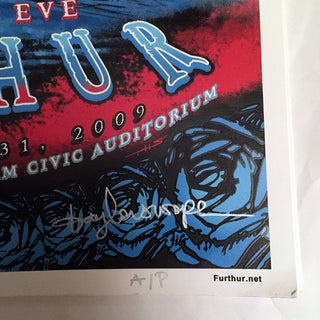 EVE
HUR
31, 2009
M CIVIC AUDITORIUM
A/P
Furthur.net